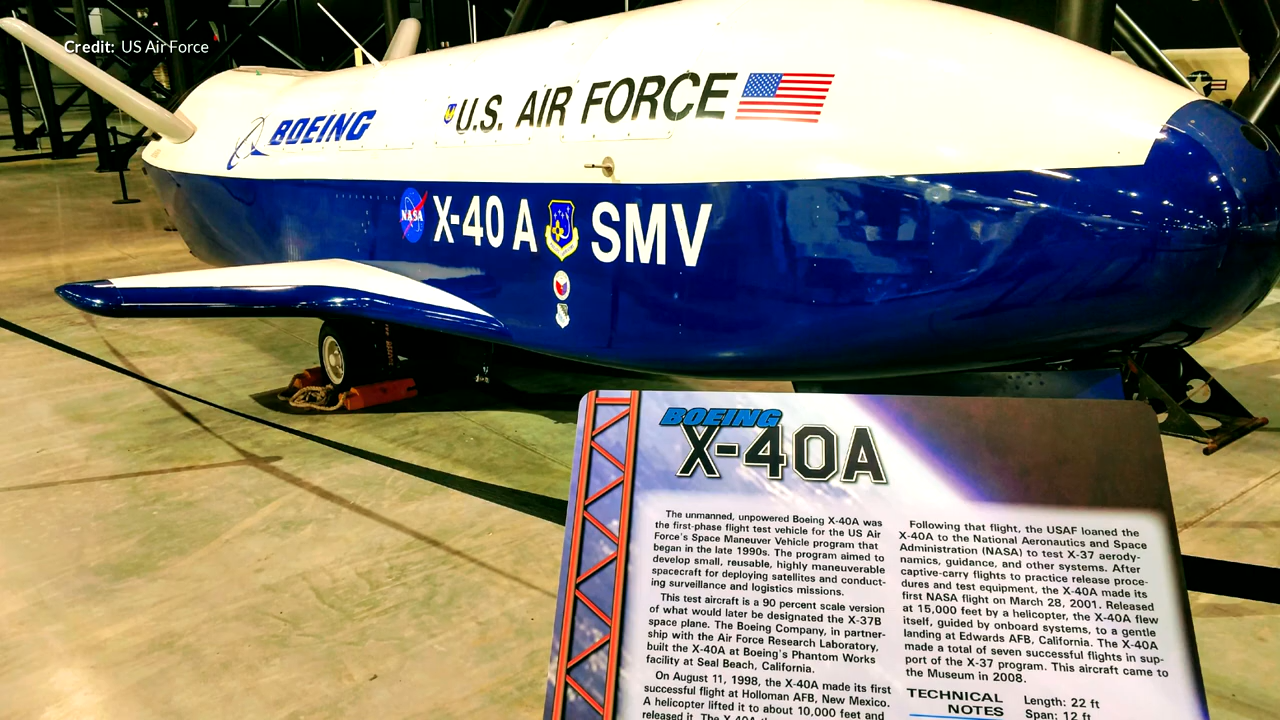 Credit: US Air Force
BOEING
U.S. AIR FORCE
NASA
X-40 A SMV
BOEING
X-40A
The unmanned, unpowered Boeing X-40A was
the first-phase flight test vehicle for the US Air
Force's Space Maneuver Vehicle program that
began in the late 1990s. The program aimed to
develop small, reusable, highly maneuverable
spacecraft for deploying satellites and conduct-
ing surveillance and logistics missions.
This test aircraft is a 90 percent scale version
of what would later be designated the X-37B
space plane. The Boeing Company, in partner-
ship with the Air Force Research Laboratory,
built the X-40A at Boeing's Phantom Works
facility at Seal Beach, California.
On August 11, 1998, the X-40A made its first
successful flight at Holloman AFB, New Mexico.
A helicopter lifted it to about 10,000 feet and
released it. The X-40A
Following that flight, the USAF loaned the
X-40A to the National Aeronautics and Space
Administration (NASA) to test X-37 aerody-
namics, guidance, and other systems. After
captive-carry flights to practice release proce-
dures and test equipment, the X-40A made its
first NASA flight on March 28, 2001. Released
at 15,000 feet by a helicopter, the X-40A flew
itself, guided by onboard systems, to a gentle
landing at Edwards AFB, California. The X-40A
made a total of seven successful flights in sup-
port of the X-37 program. This aircraft came to
the Museum in 2008.
TECHNICAL
NOTES
Length: 22 ft
Span: 12 ft